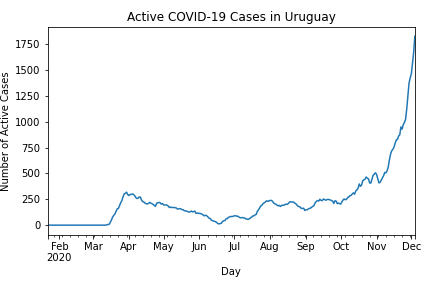 Active COVID-19 Cases in Uruguay
Number of Active Cases
1750
1500
1250
1000
750
500
250
0
Feb Mar Apr May Jun Jul Aug Sep Oct Nov Dec
2020
Day